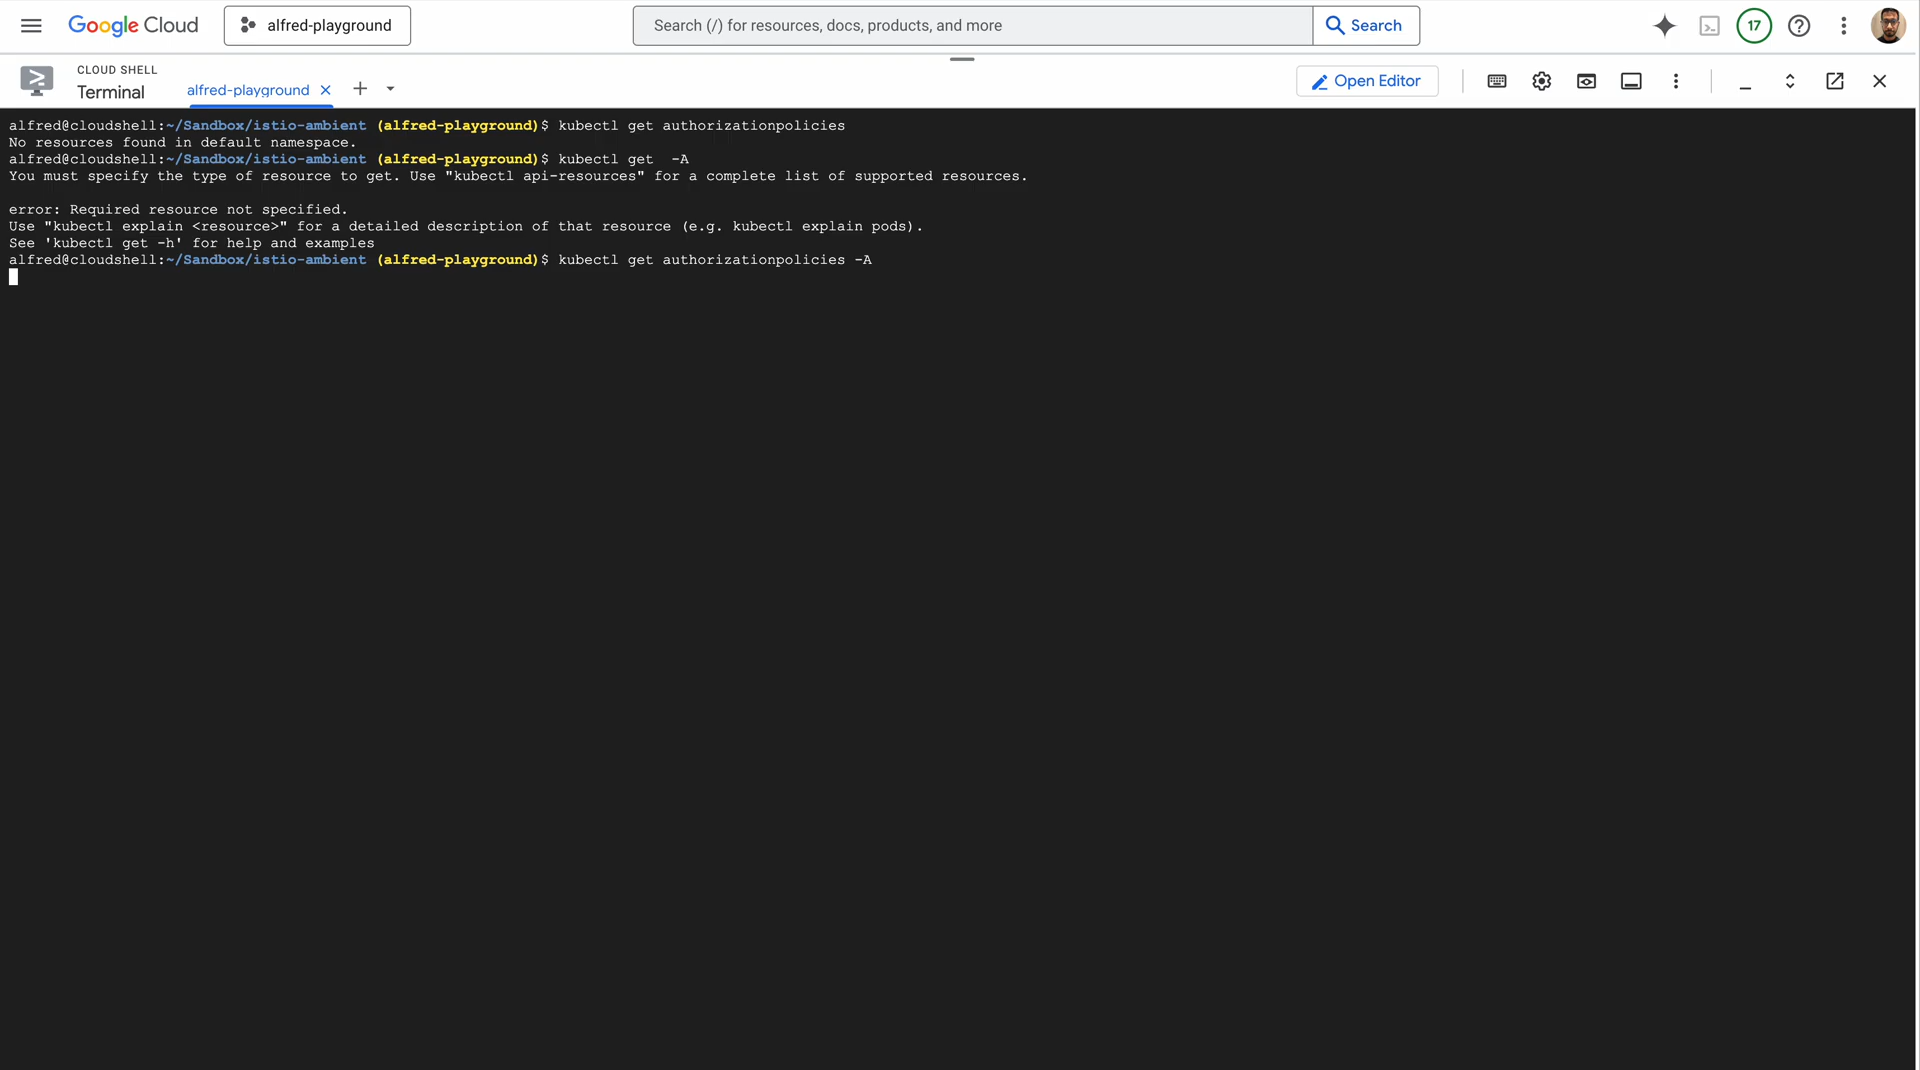 Google Cloud
alfred-playground
Search (/) for resources, docs, products, and more
Search
17
CLOUD SHELL
Terminal
alfred-playground
Open Editor
alfred@cloudshell:~/Sandbox/istio-ambient (alfred-playground)$ kubectl get authorizationpolicies
No resources found in default namespace.
alfred@cloudshell:~/Sandbox/istio-ambient (alfred-playground)$ kubectl get  -A
You must specify the type of resource to get. Use "kubectl api-resources" for a complete list of supported resources.
error: Required resource not specified.
Use "kubectl explain <resource>" for a detailed description of that resource (e.g. kubectl explain pods).
See 'kubectl get -h' for help and examples
alfred@cloudshell:~/Sandbox/istio-ambient (alfred-playground)$ kubectl get authorizationpolicies -A